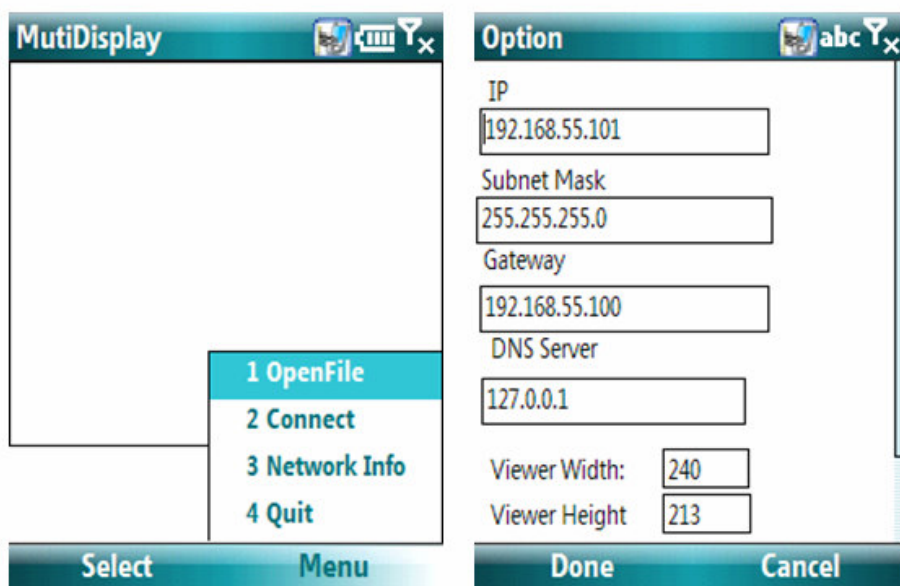 MutiDisplay
1 OpenFile
2 Connect
3 Network Info
4 Quit
Select Menu
Option abc
IP
192.168.55.101
Subnet Mask
255.255.255.0
Gateway
192.168.55.100
DNS Server
127.0.0.1
Viewer Width: 240
Viewer Height 213
Done Cancel